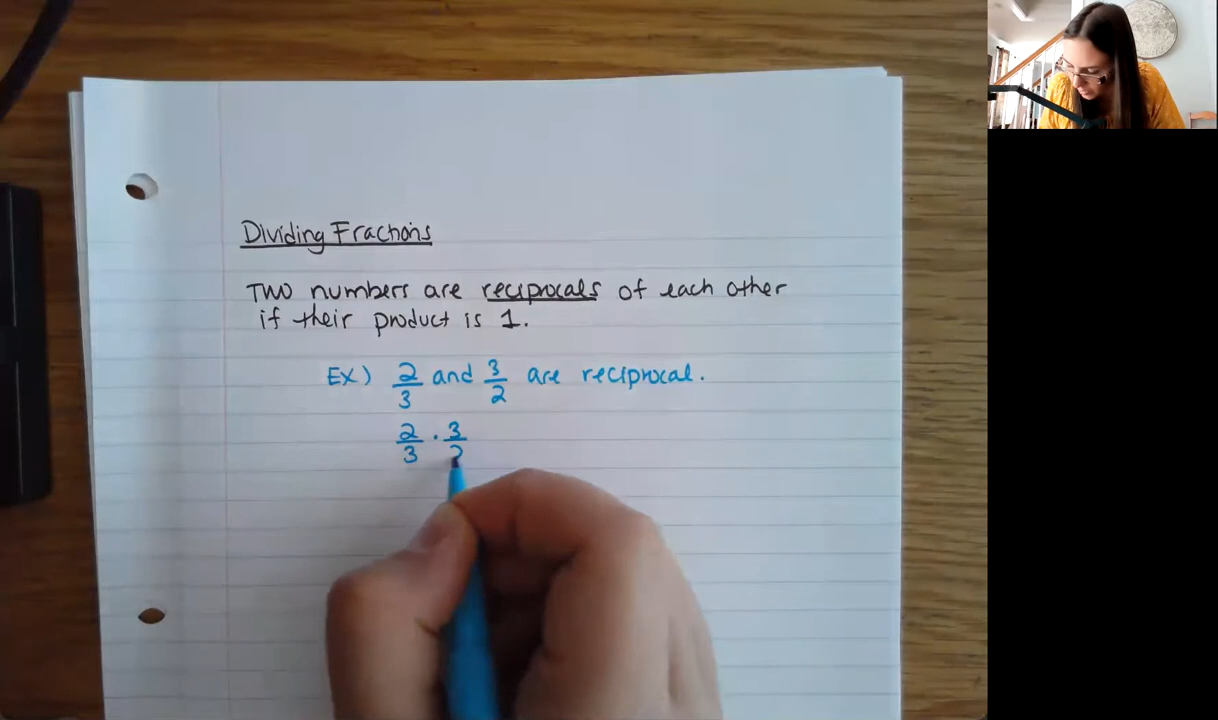 Dividing Fractions
Two numbers are reciprocals of each other
if their product is 1.
EX) 2/3 and 3/2 are reciprocal.
2/3 · 3/2